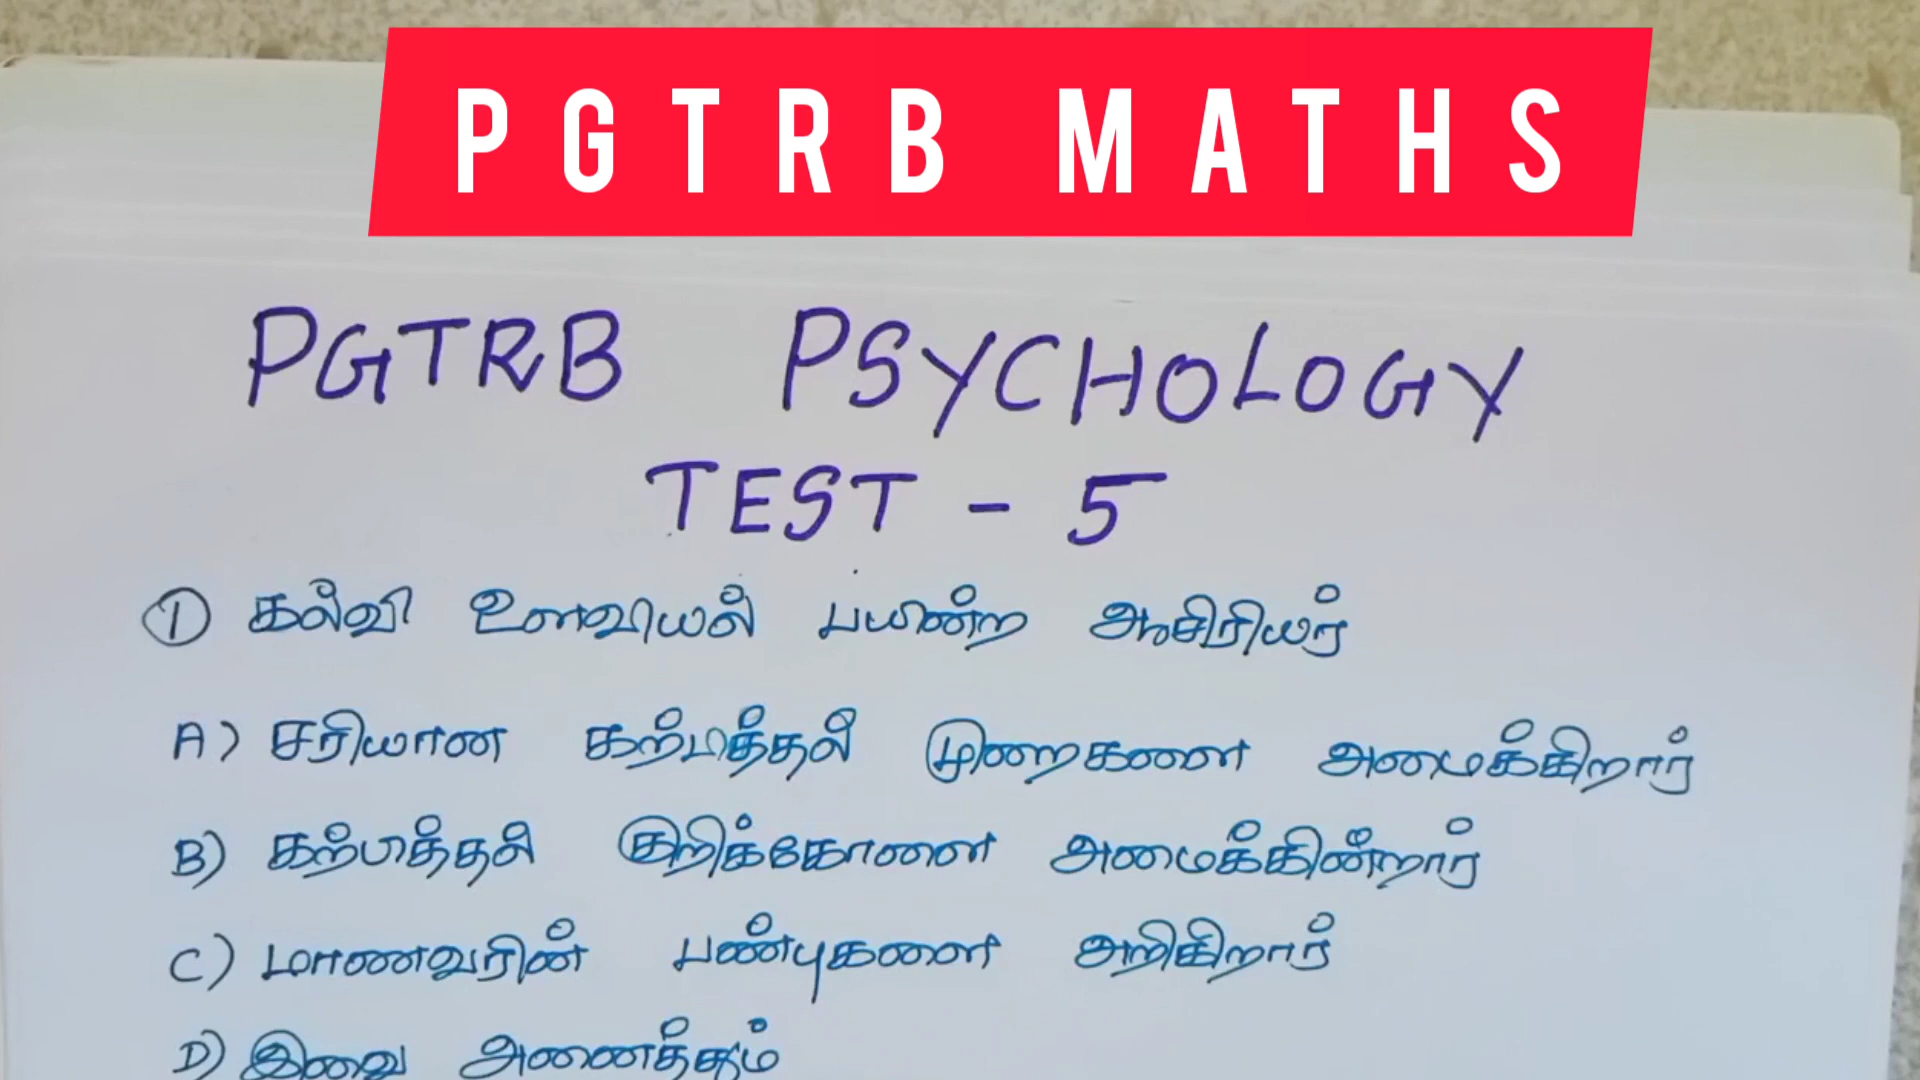 PGTRB MATHS
PGTRB PSYCHOLOGY
TEST - 5
① கல்வி உளவியல் பயின்ற ஆசிரியர்
A) சரியான கற்பித்தல் முறைகளை அமைக்கிறார்
B) கற்பித்தல் குறிக்கோளை அமைக்கின்றார்
C) மாணவரின் பண்புகளை அறிகிறார்
D) இவை அனைத்தும்